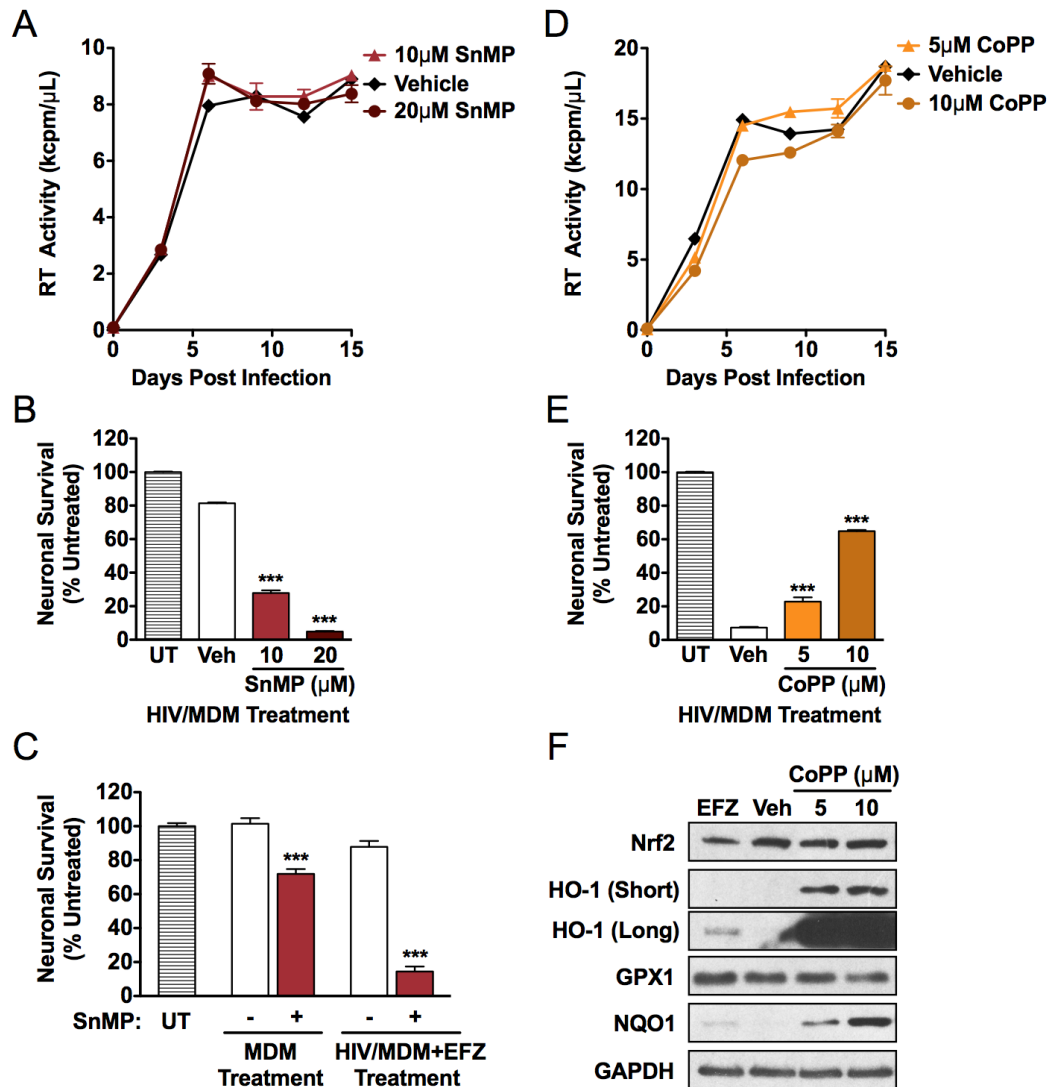 A
10µM SnMP
Vehicle
20µM SnMP
10
8
6
4
2
0
RT Activity (kcpm/µL)
0 5 10 15
Days Post Infection
D
5µM CoPP
Vehicle
10µM CoPP
20
15
10
5
0
RT Activity (kcpm/µL)
0 5 10 15
Days Post Infection
B
120
100
80
60
40
20
0
Neuronal Survival
(% Untreated)
***
***
UT Veh 10 20
SnMP (µM)
HIV/MDM Treatment
E
120
100
80
60
40
20
0
Neuronal Survival
(% Untreated)
***
***
UT Veh 5 10
CoPP (µM)
HIV/MDM Treatment
C
120
100
80
60
40
20
0
Neuronal Survival
(% Untreated)
***
***
SnMP: UT - + - +
MDM
Treatment
HIV/MDM+EFZ
Treatment
F
CoPP (µM)
EFZ Veh 5 10
Nrf2
HO-1 (Short)
HO-1 (Long)
GPX1
NQO1
GAPDH